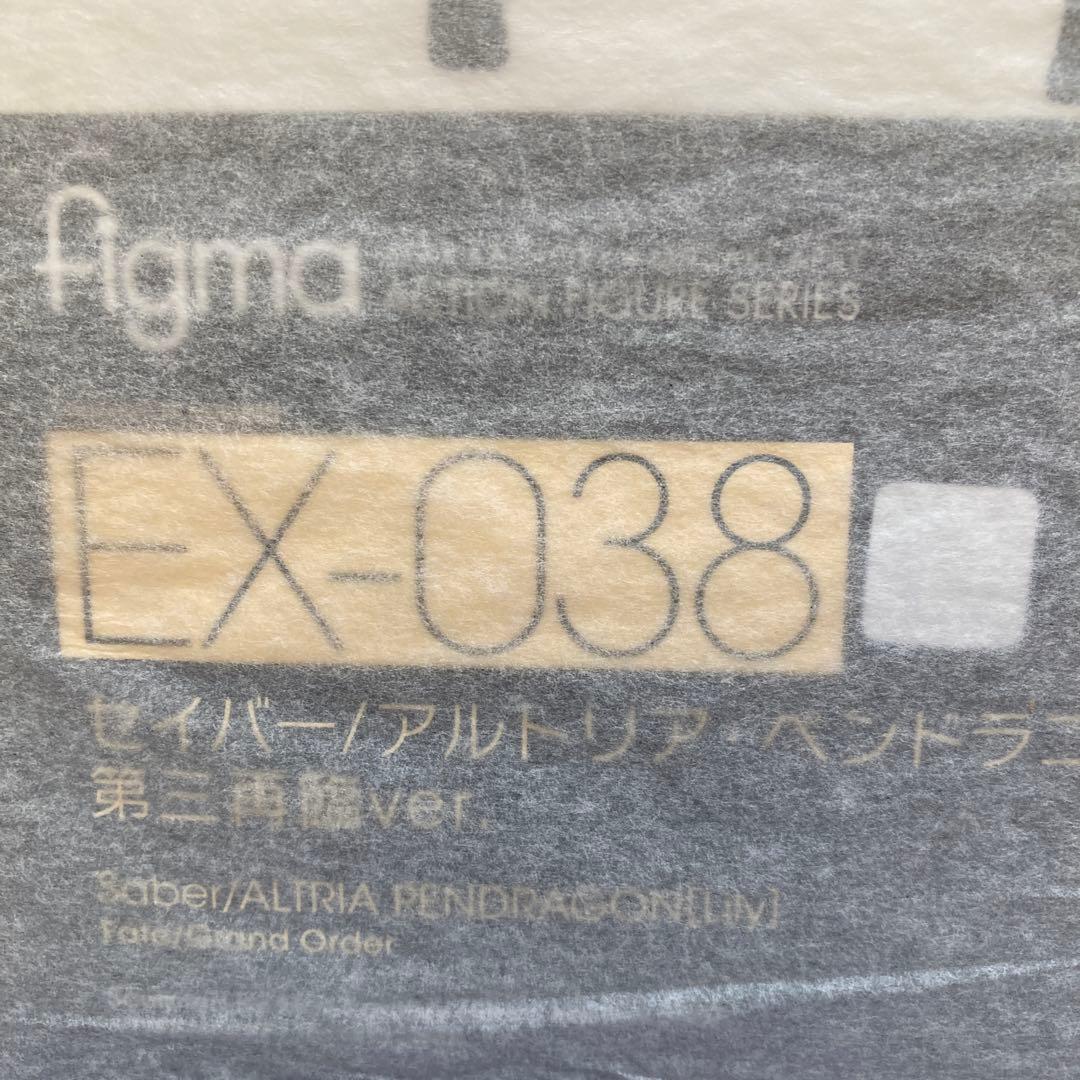 figma
ACTION FIGURE SERIES
EX-038
セイバー/アルトリア・ペンドラゴ
第三再臨ver.
Saber/ALTRIA PENDRAGON[Lily]
Fate/Grand Order